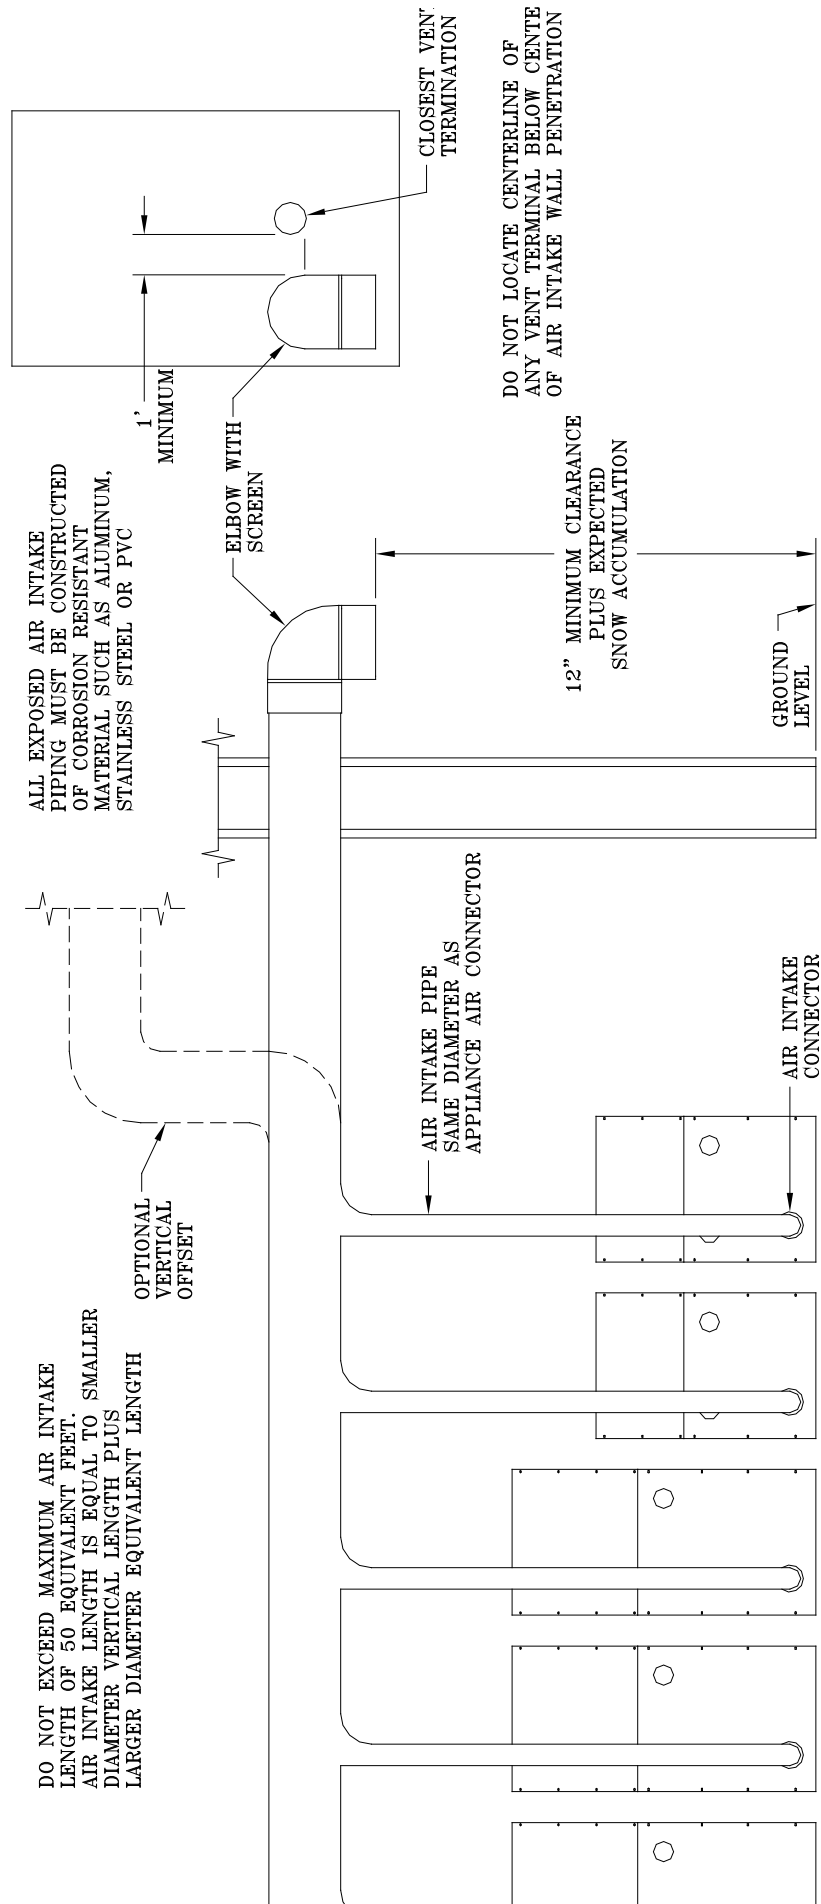 DO NOT EXCEED MAXIMUM AIR INTAKE
LENGTH OF 50 EQUIVALENT FEET.
AIR INTAKE LENGTH IS EQUAL TO SMALLER
DIAMETER VERTICAL LENGTH PLUS
LARGER DIAMETER EQUIVALENT LENGTH
OPTIONAL
VERTICAL
OFFSET
ALL EXPOSED AIR INTAKE
PIPING MUST BE CONSTRUCTED
OF CORROSION RESISTANT
MATERIAL SUCH AS ALUMINUM,
STAINLESS STEEL OR PVC
1'
MINIMUM
ELBOW WITH
SCREEN
CLOSEST VENT
TERMINATION
DO NOT LOCATE CENTERLINE OF
ANY VENT TERMINAL BELOW CENTE
OF AIR INTAKE WALL PENETRATION
12" MINIMUM CLEARANCE
PLUS EXPECTED
SNOW ACCUMULATION
GROUND
LEVEL
AIR INTAKE PIPE
SAME DIAMETER AS
APPLIANCE AIR CONNECTOR
AIR INTAKE
CONNECTOR